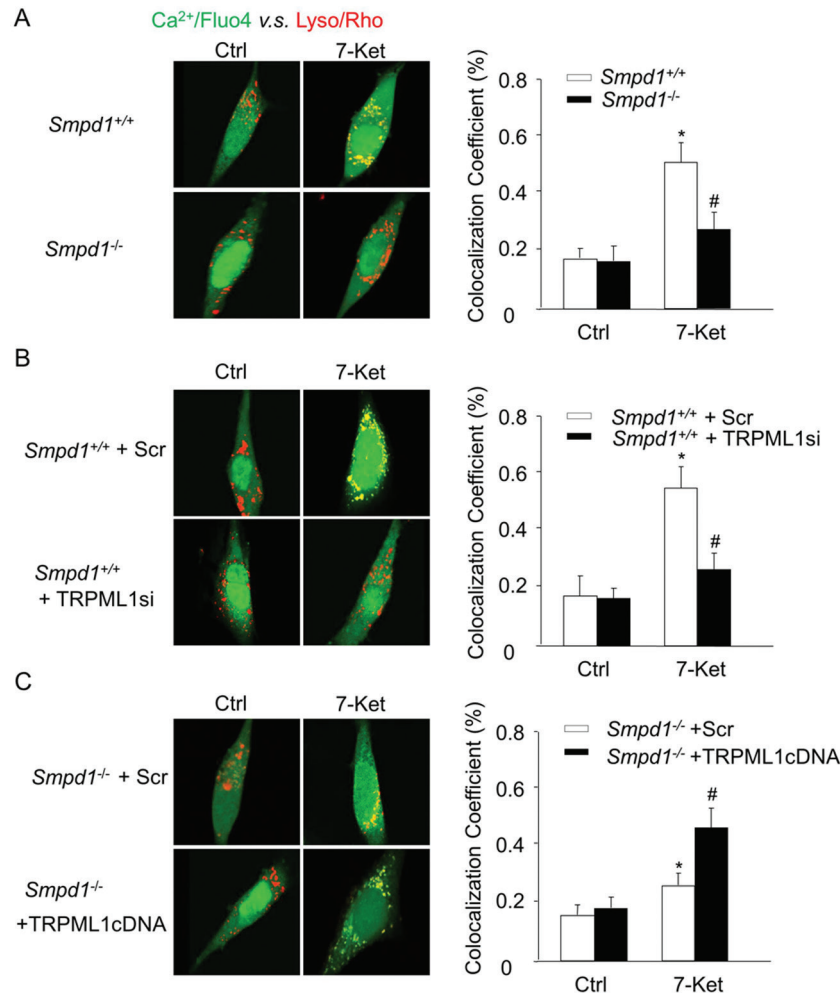 A
Ca²⁺/Fluo4 v.s. Lyso/Rho
Ctrl
7-Ket
Smpd1⁺/⁺
Smpd1⁻/⁻
Colocalization Coefficient (%)
0.8
0.6
0.4
0.2
0
Smpd1⁺/⁺
Smpd1⁻/⁻
*
#
Ctrl
7-Ket
B
Ctrl
7-Ket
Smpd1⁺/⁺ + Scr
Smpd1⁺/⁺
+ TRPML1si
Colocalization Coefficient (%)
0.8
0.6
0.4
0.2
0
Smpd1⁺/⁺ + Scr
Smpd1⁺/⁺ + TRPML1si
*
#
Ctrl
7-Ket
C
Ctrl
7-Ket
Smpd1⁻/⁻ + Scr
Smpd1⁻/⁻
+TRPML1cDNA
Colocalization Coefficient (%)
0.8
0.6
0.4
0.2
0
Smpd1⁻/⁻ +Scr
Smpd1⁻/⁻ +TRPML1cDNA
*
#
Ctrl
7-Ket